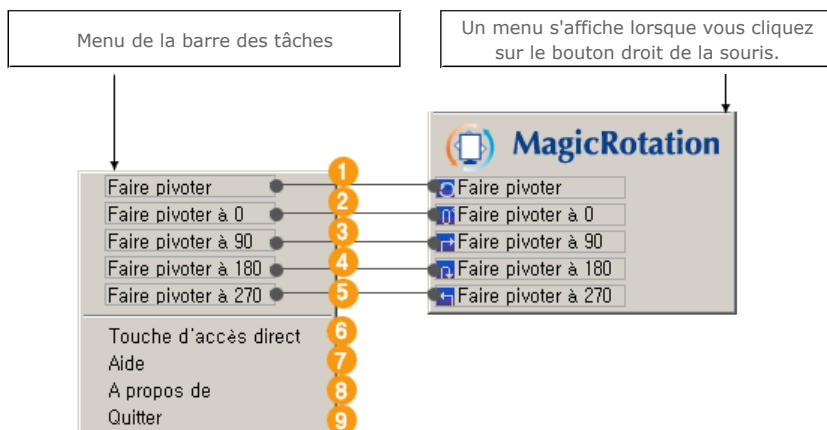 Menu de la barre des tâches
Un menu s'affiche lorsque vous cliquez
sur le bouton droit de la souris.
MagicRotation
1
Faire pivoter
Faire pivoter
2
Faire pivoter à 0
Faire pivoter à 0
3
Faire pivoter à 90
Faire pivoter à 90
4
Faire pivoter à 180
Faire pivoter à 180
5
Faire pivoter à 270
Faire pivoter à 270
Touche d'accès direct
6
Aide
7
A propos de
8
Quitter
9